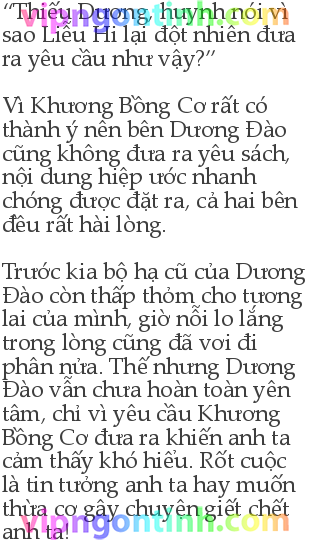 “Thiếu Dương, huynh nói vì
vipngontinh.com
sao Liễu Hi lại đột nhiên đưa
ra yêu cầu như vậy?”
Vì Khương Bồng Cơ rất có
thành ý nên bên Dương Đào
cũng không đưa ra yêu sách,
nội dung hiệp ước nhanh
chóng được đặt ra, cả hai bên
đều rất hài lòng.
Trước kia bộ hạ cũ của Dương
Đào còn thấp thỏm cho tương
lai của mình, giờ nỗi lo lắng
trong lòng cũng đã vơi đi
phân nửa. Thế nhưng Dương
Đào vẫn chưa hoàn toàn yên
tâm, chỉ vì yêu cầu Khương
Bồng Cơ đưa ra khiến anh ta
cảm thấy khó hiểu. Rốt cuộc
là tin tưởng anh ta hay muốn
thừa cơ gây chuyện giết chết
vipngontinh.com
anh ta!